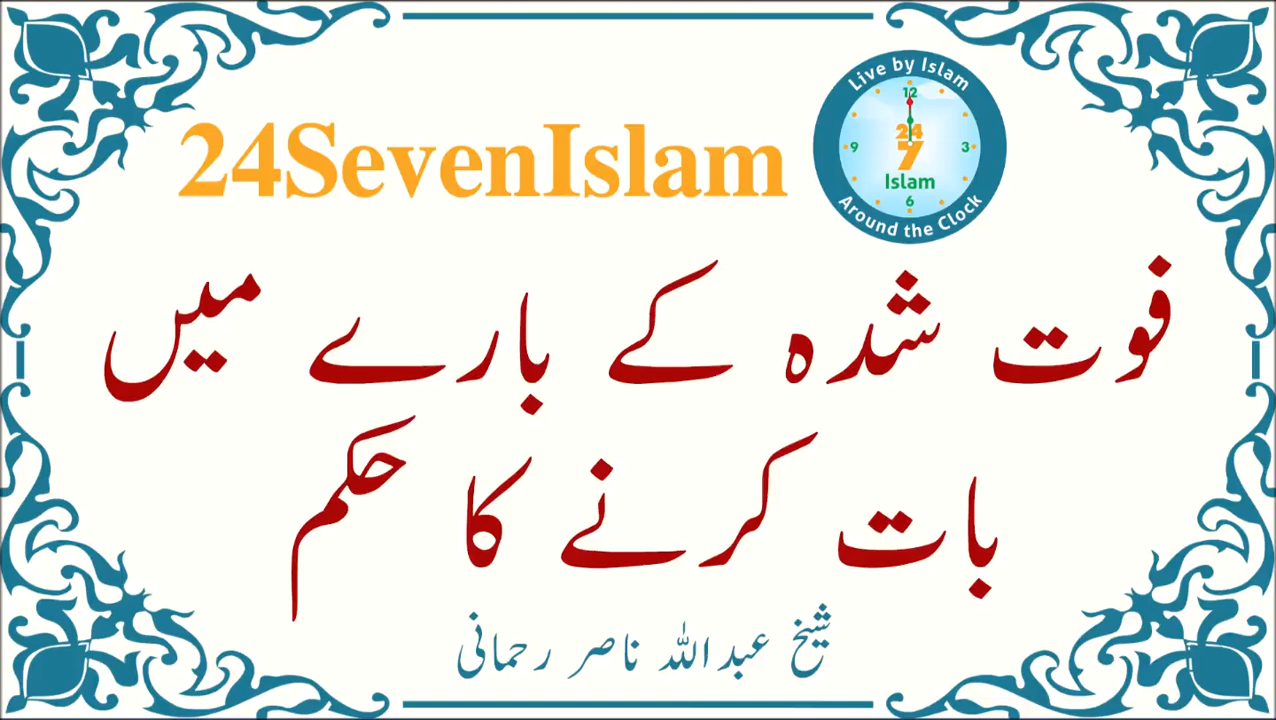 24SevenIslam
Live by Islam
12
24
7
9
3
Islam
6
Around the Clock
فوت شدہ کے بارے میں
بات کرنے کا حکم
شیخ عبداللہ ناصر رحمانی